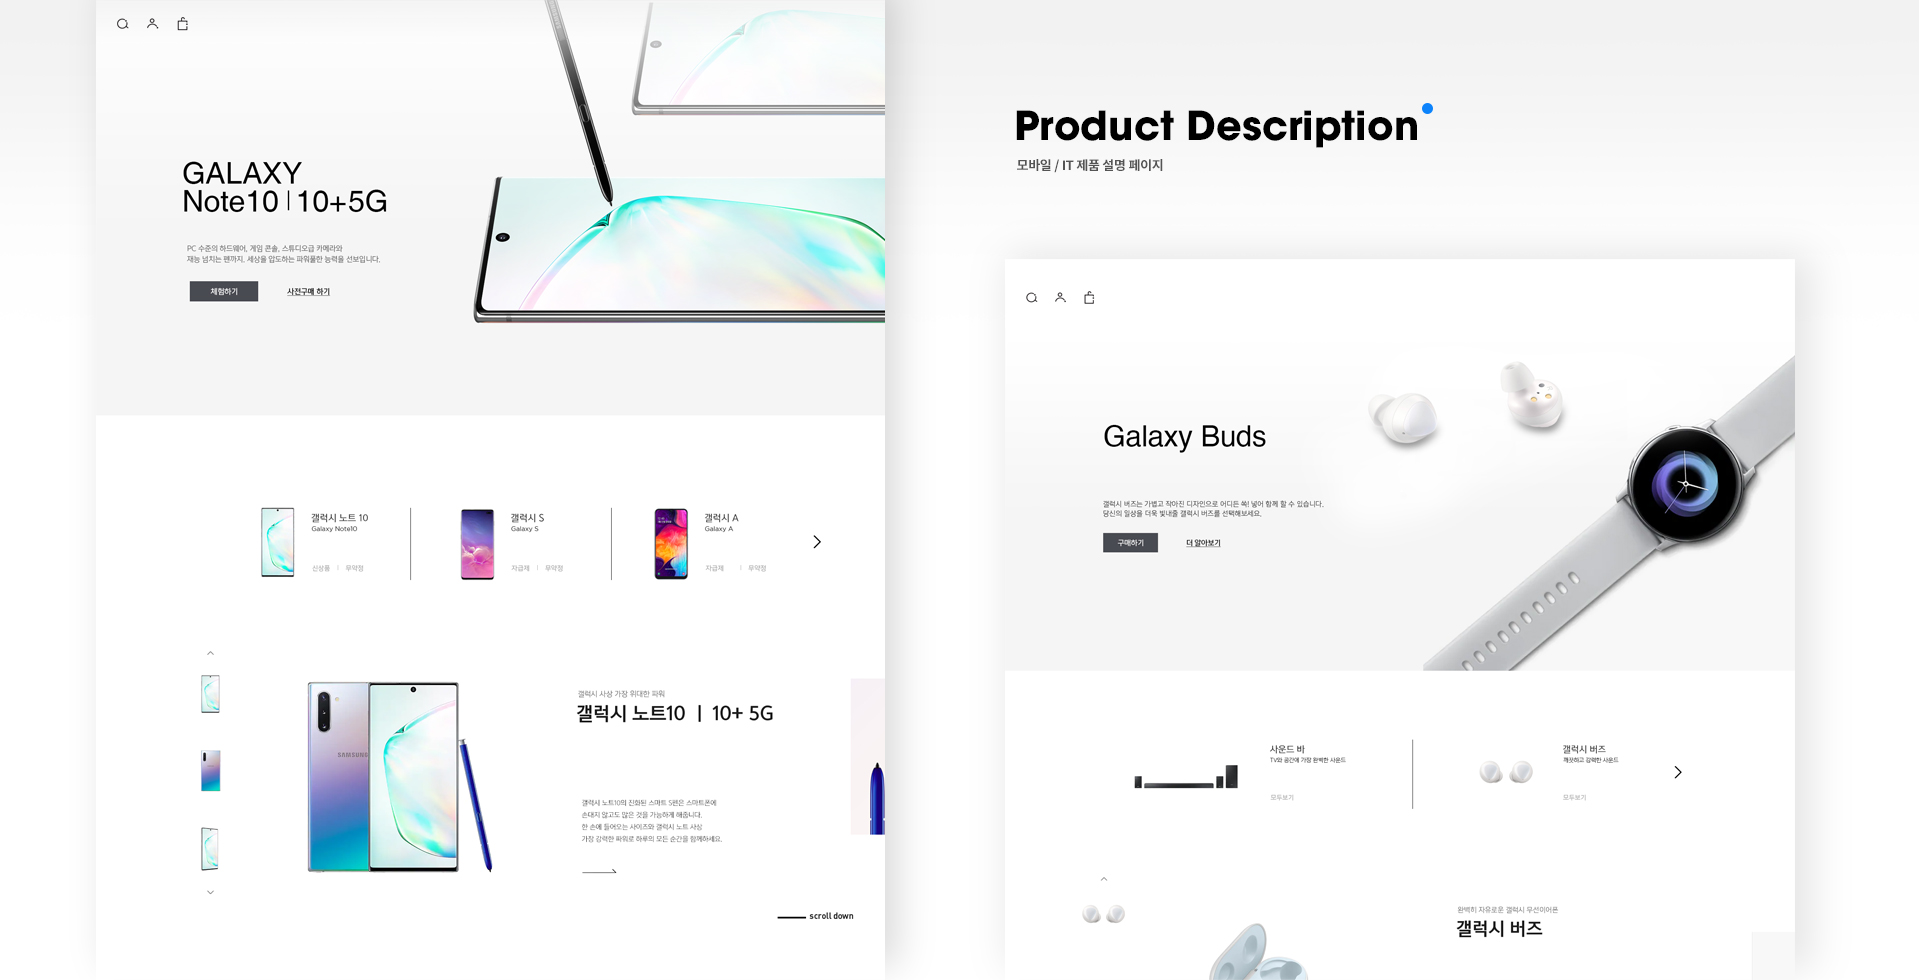 GALAXY
Note10 | 10+5G
PC 수준의 하드웨어, 게임 콘솔, 스튜디오급 카메라와
재능 넘치는 펜까지, 세상을 압도하는 파워풀한 능력을 선보입니다.
체험하기
사전구매 하기
갤럭시 노트 10
Galaxy Note10
신상품 | 무약정
갤럭시 S
Galaxy S
자급제 | 무약정
갤럭시 A
Galaxy A
자급제 | 무약정
SAMSUNG
갤럭시 사상 가장 위대한 파워
갤럭시 노트10 | 10+ 5G
갤럭시 노트10의 진화된 스마트 S펜은 스마트폰에
손대지 않고도 많은 것을 가능하게 해줍니다.
한 손에 들어오는 사이즈와 갤럭시 노트 사상
가장 강력한 파워로 하루의 모든 순간을 함께하세요.
scroll down
Product Description
모바일 / IT 제품 설명 페이지
Galaxy Buds
갤럭시 버즈는 가볍고 작아진 디자인으로 어디든 쏙! 넣어 함께 할 수 있습니다.
당신의 일상을 더욱 빛내줄 갤럭시 버즈를 선택해보세요.
구매하기
더 알아보기
사운드 바
TV와 공간에 가장 완벽한 사운드
모두보기
갤럭시 버즈
깨끗하고 강력한 사운드
모두보기
완벽히 자유로운 갤럭시 무선이어폰
갤럭시 버즈